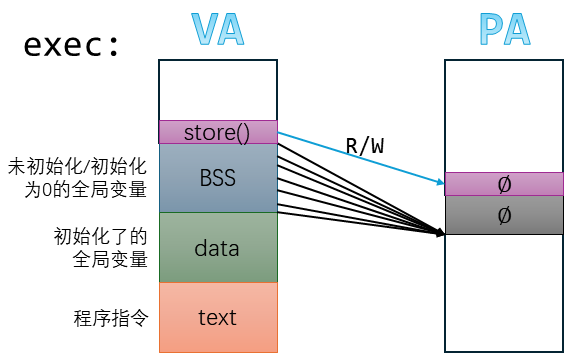 VA
PA
exec:
store()
R/W
∅
未初始化/初始化
为0的全局变量
BSS
∅
初始化了的
全局变量
data
程序指令
text